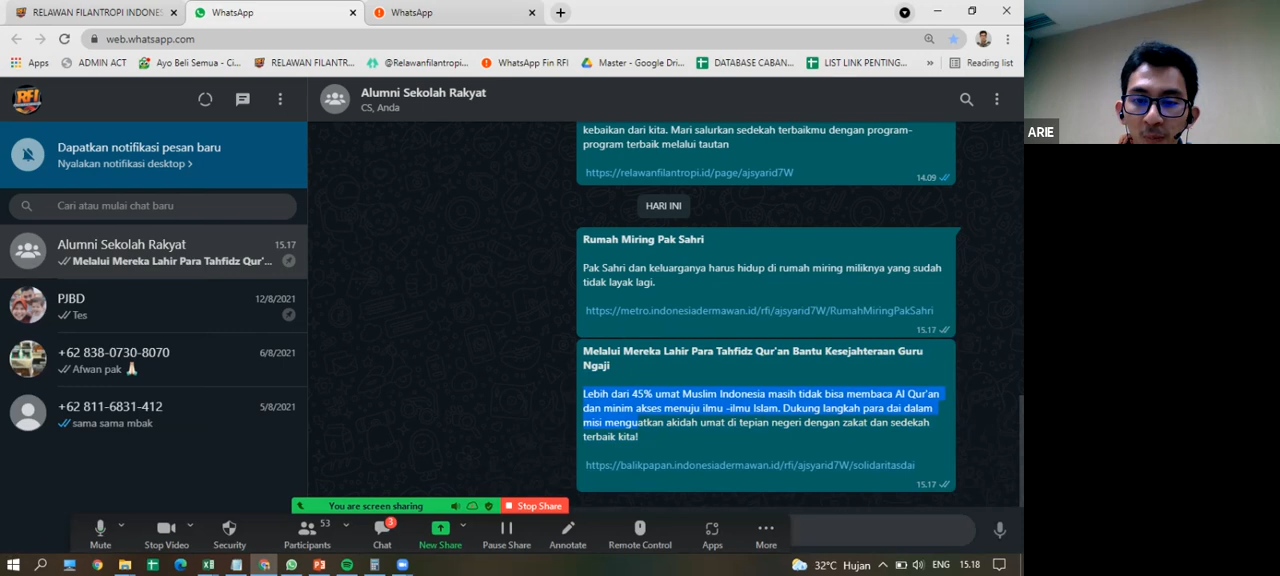 RELAWAN FILANTROPI INDONES
WhatsApp
WhatsApp
web.whatsapp.com
Apps
ADMIN ACT
Ayo Beli Semua - Ci...
RELAWAN FILANTR...
@Relawanfilantropi...
WhatsApp Fin RFI
Master - Google Dri...
DATABASE CABAN...
LIST LINK PENTING...
»
Reading list
RFI
Alumni Sekolah Rakyat
CS, Anda
ARIE
Dapatkan notifikasi pesan baru
Nyalakan notifikasi desktop >
Cari atau mulai chat baru
Alumni Sekolah Rakyat
15.17
Melalui Mereka Lahir Para Tahfidz Qur'...
PJBD
12/8/2021
Tes
+62 838-0730-8070
6/8/2021
Afwan pak 🙏🏻
+62 811-6831-412
5/8/2021
sama sama mbak
kebaikan dari kita. Mari salurkan sedekah terbaikmu dengan program-
program terbaik melalui tautan
https://relawanfilantropi.id/page/ajsyarid7W
14.09
HARI INI
Rumah Miring Pak Sahri
Pak Sahri dan keluarganya harus hidup di rumah miring miliknya yang sudah
tidak layak lagi.
https://metro.indonesiadermawan.id/rfi/ajsyarid7W/RumahMiringPakSahri
15.17
Melalui Mereka Lahir Para Tahfidz Qur'an Bantu Kesejahteraan Guru
Ngaji
Lebih dari 45% umat Muslim Indonesia masih tidak bisa membaca Al Qur'an
dan minim akses menuju ilmu -ilmu Islam. Dukung langkah para dai dalam
misi menguatkan akidah umat di tepian negeri dengan zakat dan sedekah
terbaik kita!
https://balikpapan.indonesiadermawan.id/rfi/ajsyarid7W/solidaritasdai
15.17
You are screen sharing
Stop Share
Mute
Stop Video
Security
Participants
53
Chat
3
New Share
Pause Share
Annotate
Remote Control
Apps
More
32°C Hujan
ENG
15.18